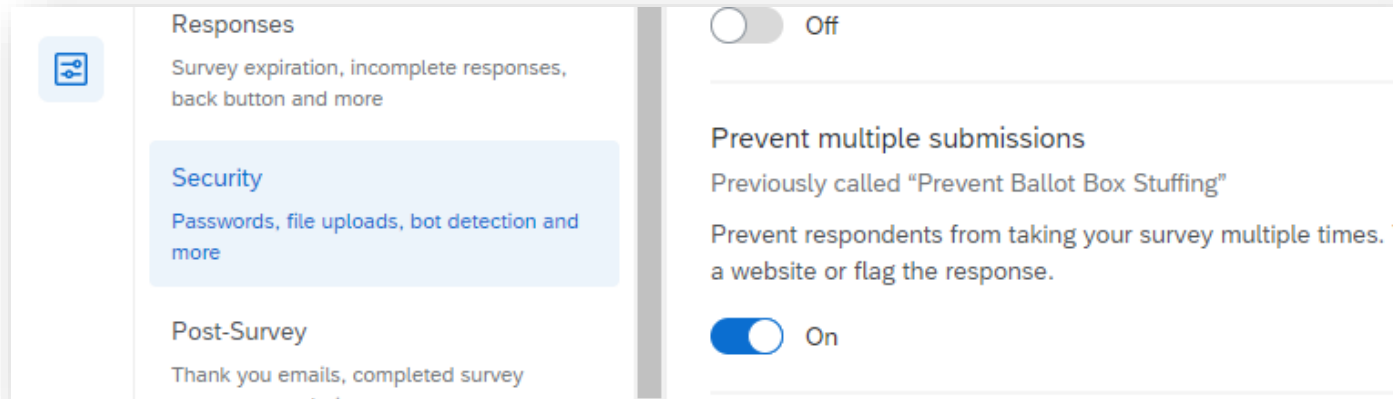 Responses
Survey expiration, incomplete responses,
back button and more
Security
Passwords, file uploads, bot detection and
more
Post-Survey
Thank you emails, completed survey
Off
Prevent multiple submissions
Previously called “Prevent Ballot Box Stuffing”
Prevent respondents from taking your survey multiple times.
a website or flag the response.
On